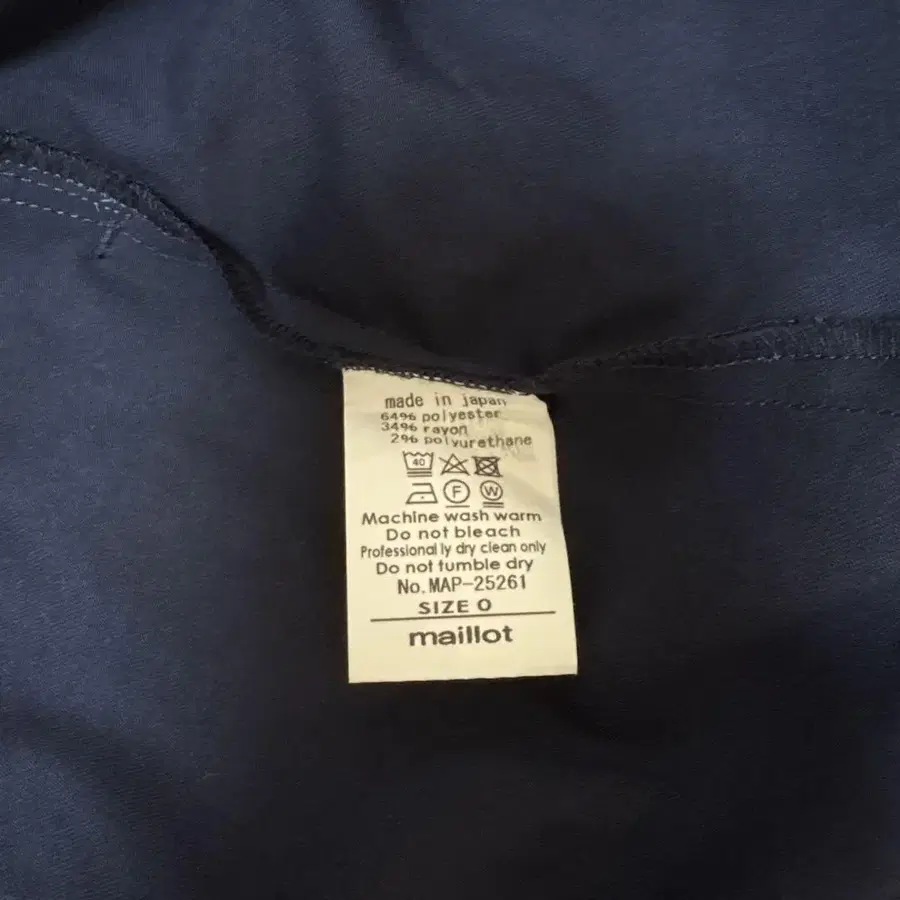 made in japan
64% polyester
34% rayon
2% polyurethane
40
F W
Machine wash warm
Do not bleach
Professionally dry clean only
Do not tumble dry
No.MAP-25261
SIZE 0
maillot